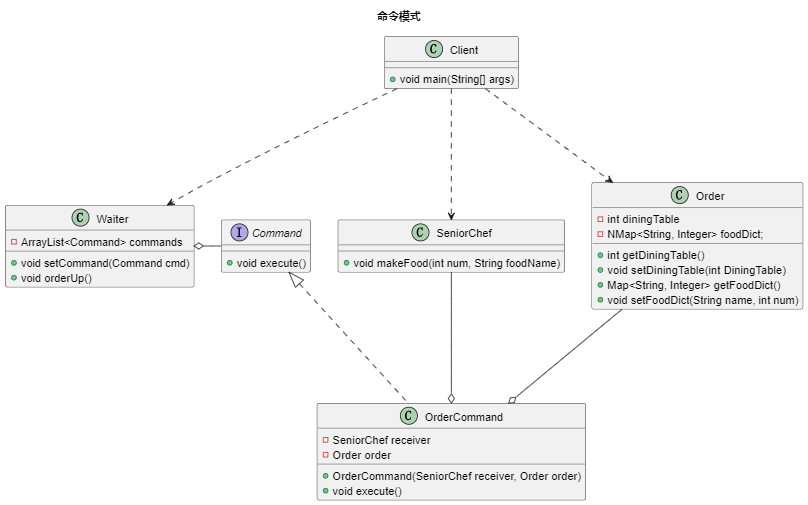 命令模式
C Client
void main(String[] args)
C Waiter
ArrayList<Command> commands
void setCommand(Command cmd)
void orderUp()
I Command
void execute()
C SeniorChef
void makeFood(int num, String foodName)
C Order
int diningTable
NMap<String, Integer> foodDict;
int getDiningTable()
void setDiningTable(int DiningTable)
Map<String, Integer> getFoodDict()
void setFoodDict(String name, int num)
C OrderCommand
SeniorChef receiver
Order order
OrderCommand(SeniorChef receiver, Order order)
void execute()